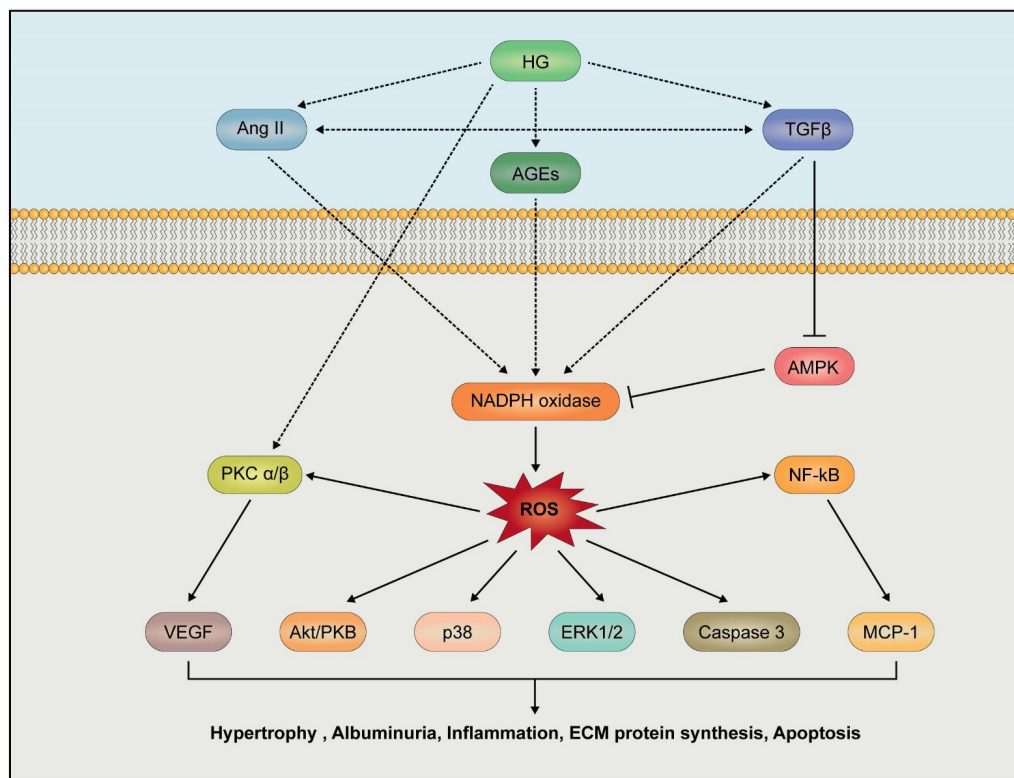 HG
Ang II
TGFβ
AGEs
AMPK
NADPH oxidase
PKC α/β
NF-kB
ROS
VEGF
Akt/PKB
p38
ERK1/2
Caspase 3
MCP-1
Hypertrophy , Albuminuria, Inflammation, ECM protein synthesis, Apoptosis